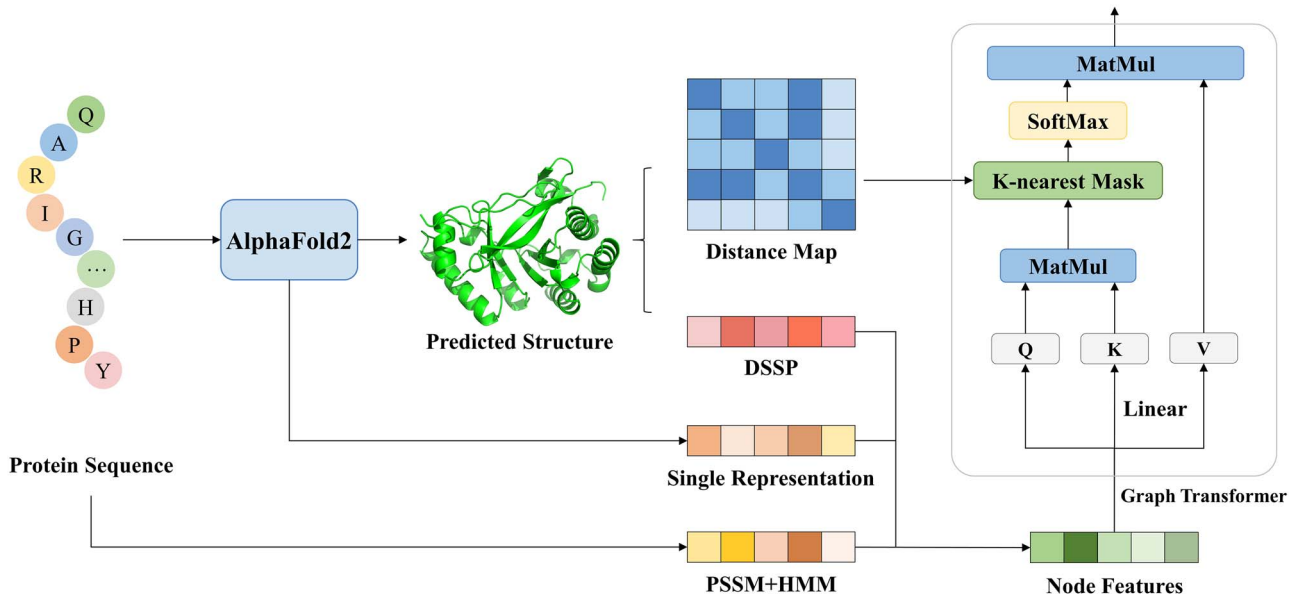 Q
A
R
I
G
...
H
P
Y
Protein Sequence
AlphaFold2
Predicted Structure
Distance Map
DSSP
Single Representation
PSSM+HMM
MatMul
SoftMax
K-nearest Mask
MatMul
Q
K
V
Linear
Graph Transformer
Node Features